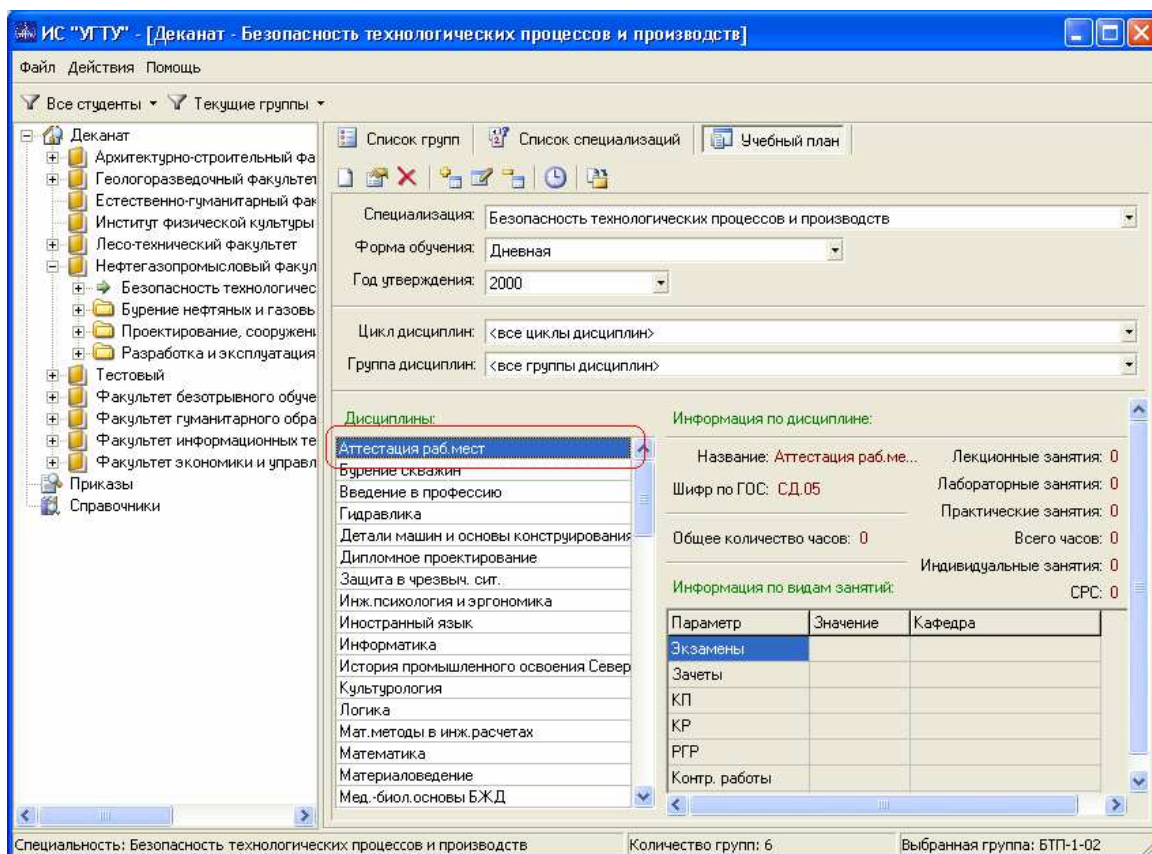 ИС "УГТУ" - [Деканат - Безопасность технологических процессов и производств]
Файл Действия Помощь
Все студенты Текущие группы
Деканат
Архитектурно-строительный фа
Геологоразведочный факультет
Естественно-гуманитарный фак
Институт физической культуры
Лесо-технический факультет
Нефтегазопромысловый факул
Безопасность технологичес
Бурение нефтяных и газовь
Проектирование, сооружени
Разработка и эксплуатация
Тестовый
Факультет безотрывного обуче
Факультет гуманитарного обра
Факультет информационных те
Факультет экономики и управл
Приказы
Справочники
Список групп Список специализаций Учебный план
Специализация: Безопасность технологических процессов и производств
Форма обучения: Дневная
Год утверждения: 2000
Цикл дисциплин: <все циклы дисциплин>
Группа дисциплин: <все группы дисциплин>
Дисциплины:
Аттестация раб.мест
Бурение скважин
Введение в профессию
Гидравлика
Детали машин и основы конструирования
Дипломное проектирование
Защита в чрезвыч. сит.
Инж.психология и эргономика
Иностранный язык
Информатика
История промышленного освоения Север
Культурология
Логика
Мат.методы в инж.расчетах
Математика
Материаловедение
Мед.-биол.основы БЖД
Информация по дисциплине:
Название: Аттестация раб.ме... Лекционные занятия: 0
Шифр по ГОС: СД.05 Лабораторные занятия: 0
Практические занятия: 0
Общее количество часов: 0 Всего часов: 0
Индивидуальные занятия: 0
Информация по видам занятий: СРС: 0
Параметр Значение Кафедра
Экзамены
Зачеты
КП
КР
РГР
Контр. работы
Специальность: Безопасность технологических процессов и производств Количество групп: 6 Выбранная группа: БТП-1-02